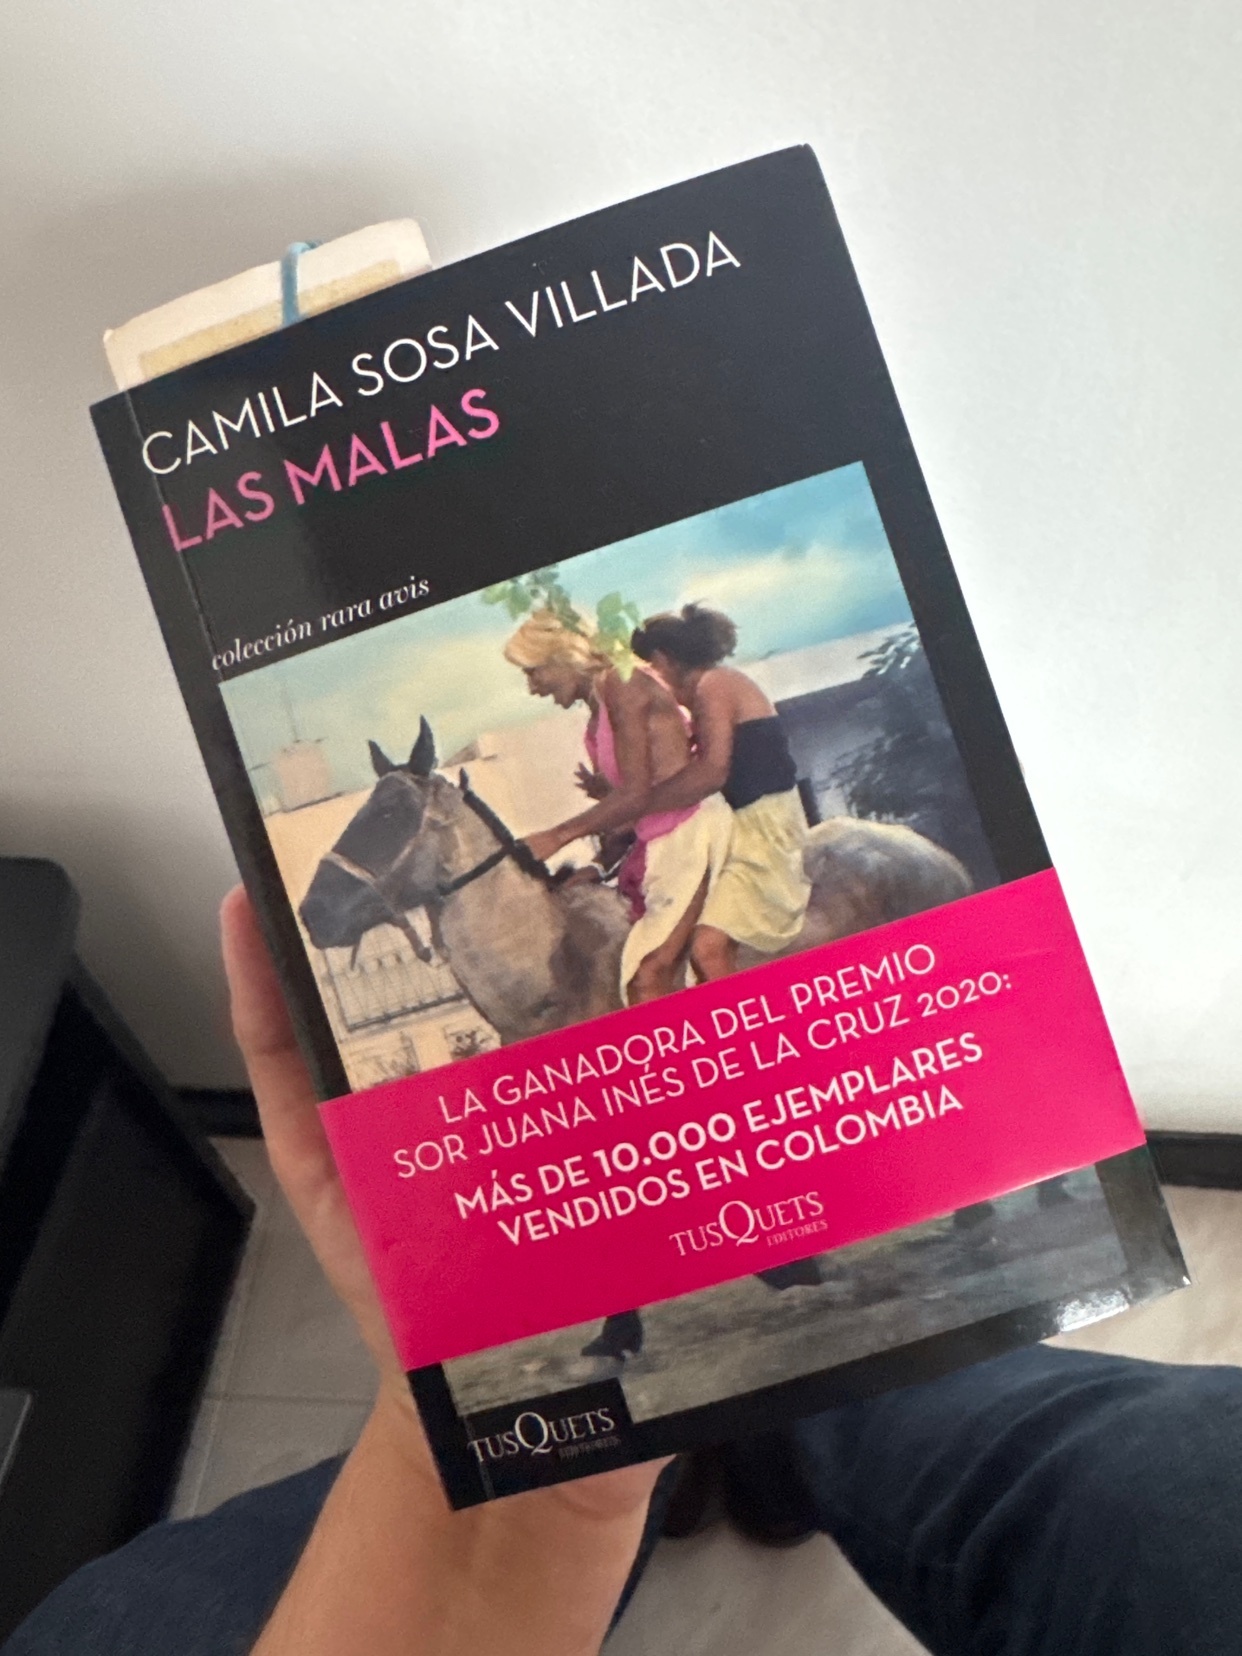 CAMILA SOSA VILLADA
LAS MALAS
colección rara avis
LA GANADORA DEL PREMIO
SOR JUANA INÉS DE LA CRUZ 2020:
MÁS DE 10.000 EJEMPLARES
VENDIDOS EN COLOMBIA
TUSQUETS
EDITORES
TUSQUETS
EDITORES